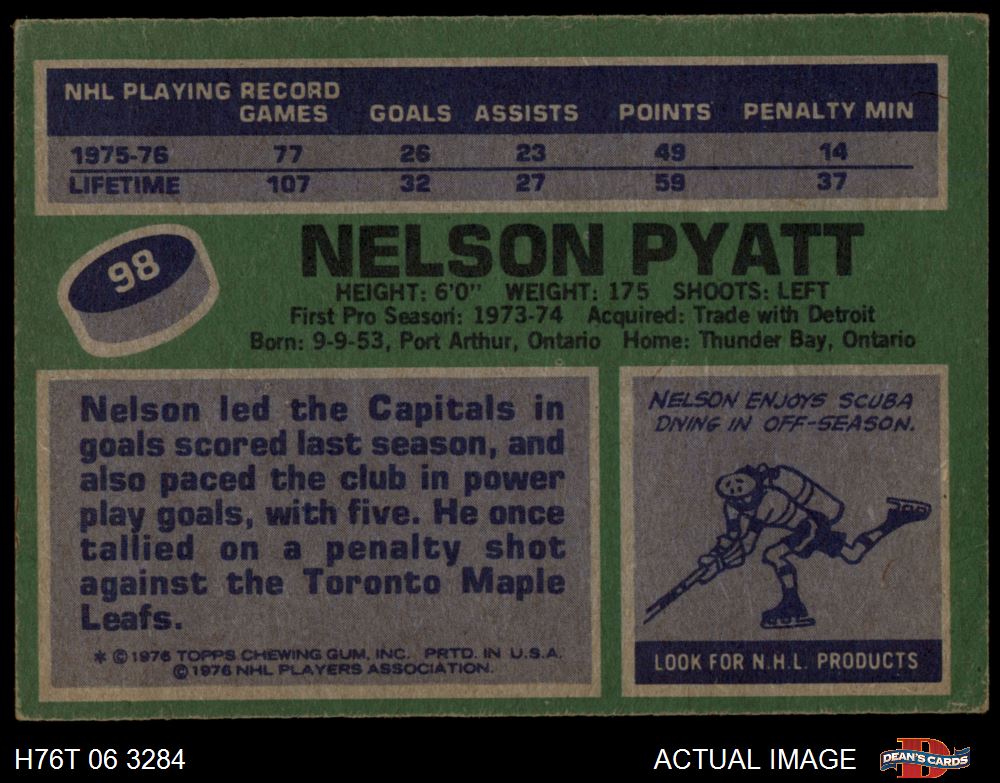 NHL PLAYING RECORD
GAMES GOALS ASSISTS POINTS PENALTY MIN
1975-76 77 26 23 49 14
LIFETIME 107 32 27 59 37
98
NELSON PYATT
HEIGHT: 6'0" WEIGHT: 175 SHOOTS: LEFT
First Pro Season: 1973-74 Acquired: Trade with Detroit
Born: 9-9-53, Port Arthur, Ontario Home: Thunder Bay, Ontario
Nelson led the Capitals in
goals scored last season, and
also paced the club in power
play goals, with five. He once
tallied on a penalty shot
against the Toronto Maple
Leafs.
* © 1976 TOPPS CHEWING GUM, INC. PRTD. IN U.S.A.
© 1976 NHL PLAYERS ASSOCIATION.
NELSON ENJOYS SCUBA
DIVING IN OFF-SEASON.
LOOK FOR N.H.L. PRODUCTS
H76T 06 3284
ACTUAL IMAGE
D
DEAN'S CARDS